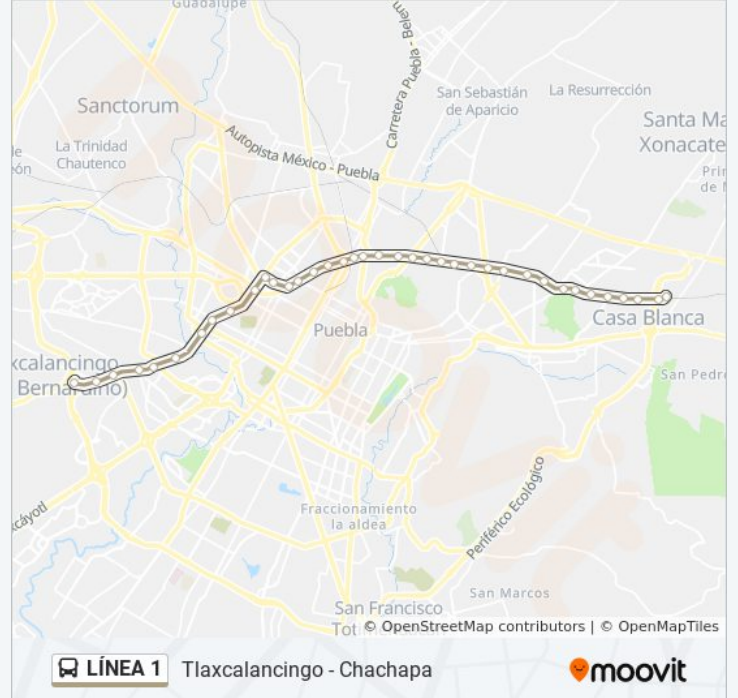 Guadalupe
Carretera Puebla - Belem
Sanctorum
San Sebastián
de Aparicio
La Resurrección
Santa Ma
Xonacate
La Trinidad
Chautenco
Autopista México - Puebla
Puebla
Casa Blanca
xcalancingo
Bernardino)
San Pedro
Periférico Ecológico
xcáyotl
Fraccionamiento
la aldea
San Marcos
San Francisco
© OpenStreetMap contributors | © OpenMapTiles
LÍNEA 1
Tlaxcalancingo - Chachapa
moovit